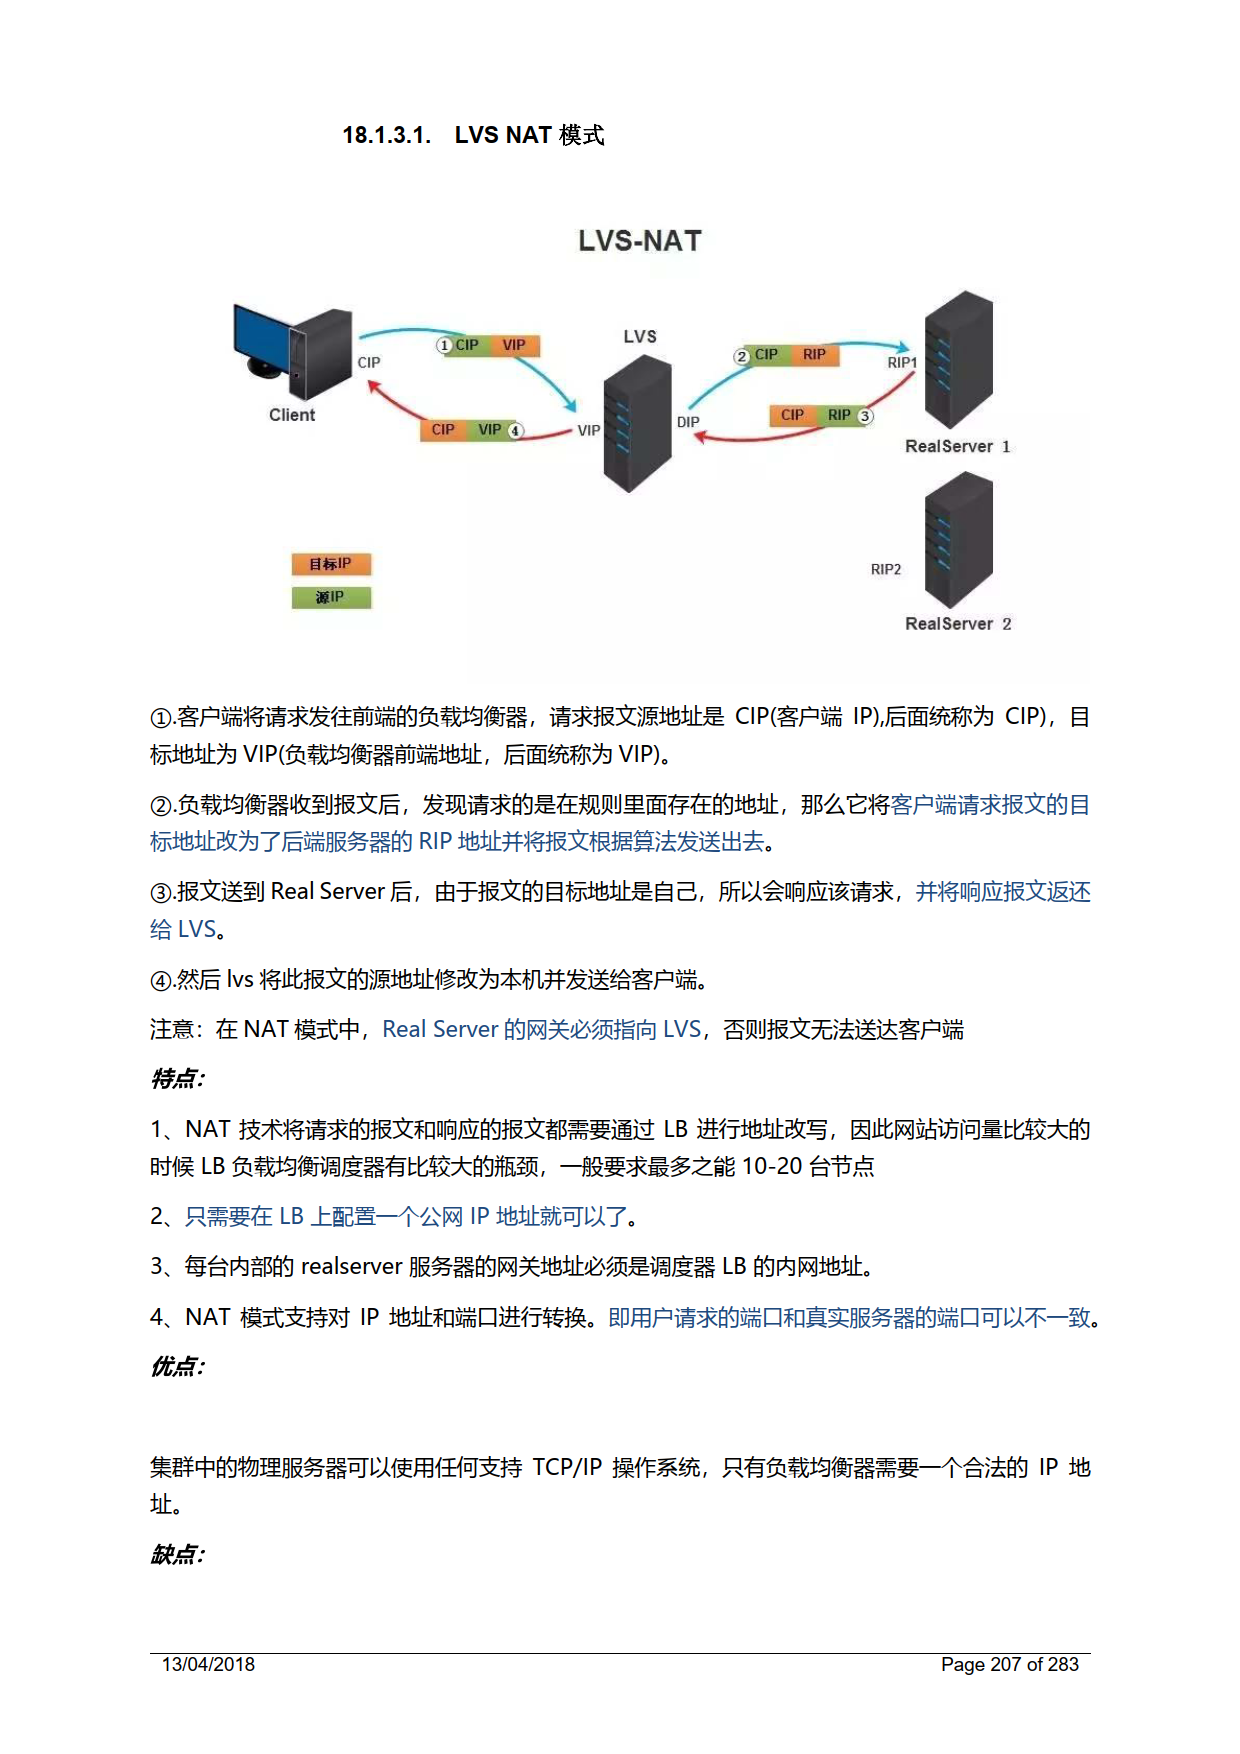 18.1.3.1. LVS NAT 模式
LVS-NAT
LVS
① CIP VIP
② CIP RIP
CIP
RIP1
Client
CIP RIP ③
CIP VIP ④
VIP
DIP
RealServer 1
目标IP
RIP2
源IP
RealServer 2
①.客户端将请求发往前端的负载均衡器，请求报文源地址是 CIP(客户端 IP),后面统称为 CIP)，目
标地址为 VIP(负载均衡器前端地址，后面统称为 VIP)。
②.负载均衡器收到报文后，发现请求的是在规则里面存在的地址，那么它将客户端请求报文的目
标地址改为了后端服务器的 RIP 地址并将报文根据算法发送出去。
③.报文送到 Real Server 后，由于报文的目标地址是自己，所以会响应该请求，并将响应报文返还
给 LVS。
④.然后 lvs 将此报文的源地址修改为本机并发送给客户端。
注意：在 NAT 模式中，Real Server 的网关必须指向 LVS，否则报文无法送达客户端
特点：
1、NAT 技术将请求的报文和响应的报文都需要通过 LB 进行地址改写，因此网站访问量比较大的
时候 LB 负载均衡调度器有比较大的瓶颈，一般要求最多之能 10-20 台节点
2、只需要在 LB 上配置一个公网 IP 地址就可以了。
3、每台内部的 realserver 服务器的网关地址必须是调度器 LB 的内网地址。
4、NAT 模式支持对 IP 地址和端口进行转换。即用户请求的端口和真实服务器的端口可以不一致。
优点：
集群中的物理服务器可以使用任何支持 TCP/IP 操作系统，只有负载均衡器需要一个合法的 IP 地
址。
缺点：
13/04/2018 Page 207 of 283